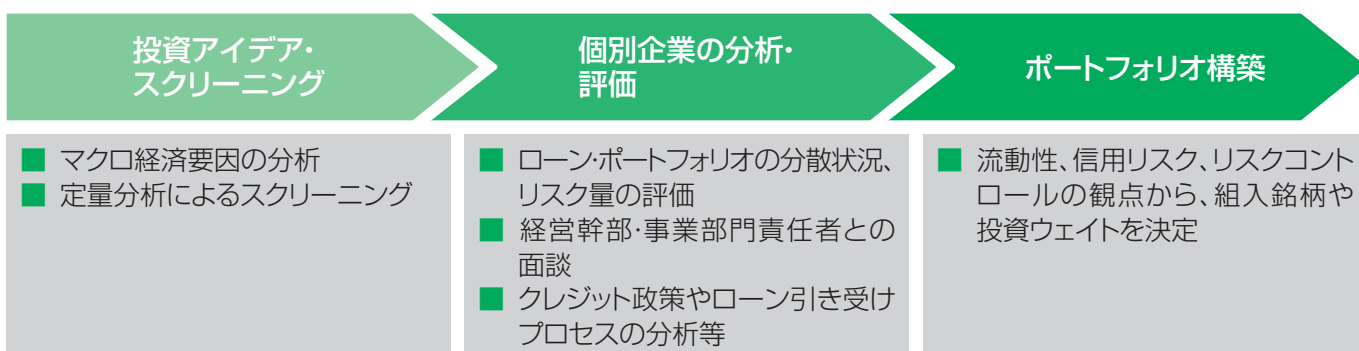 投資アイデア・
スクリーニング
個別企業の分析・
評価
ポートフォリオ構築
■ マクロ経済要因の分析
■ 定量分析によるスクリーニング
■ ローン・ポートフォリオの分散状況、
リスク量の評価
■ 経営幹部・事業部門責任者との
面談
■ クレジット政策やローン引き受け
プロセスの分析等
■ 流動性、信用リスク、リスクコント
ロールの観点から、組入銘柄や
投資ウェイトを決定